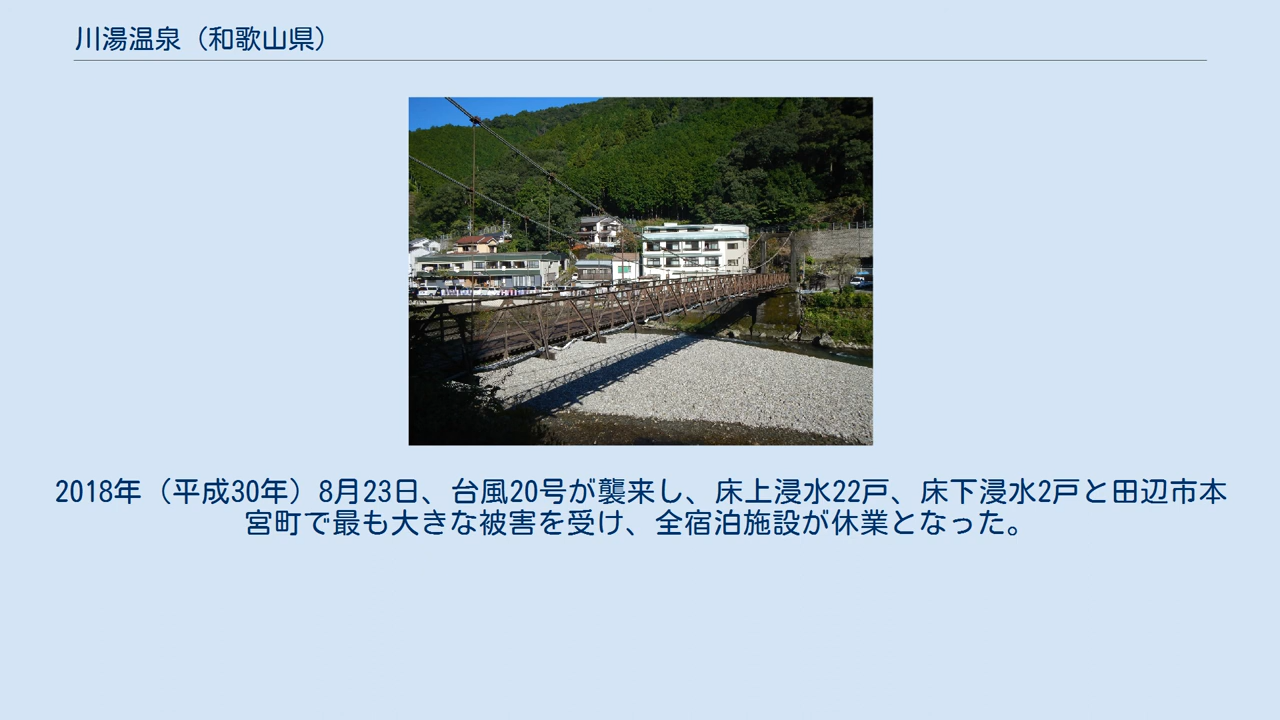 川湯温泉（和歌山県）
2018年（平成30年）8月23日、台風20号が襲来し、床上浸水22戸、床下浸水2戸と田辺市本
宮町で最も大きな被害を受け、全宿泊施設が休業となった。